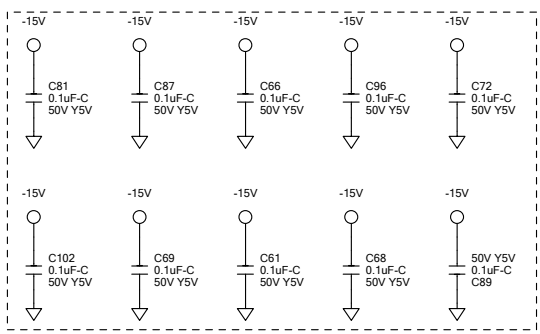 -15V
-15V
-15V
-15V
-15V
C81
0.1uF-C
50V Y5V
C87
0.1uF-C
50V Y5V
C66
0.1uF-C
50V Y5V
C96
0.1uF-C
50V Y5V
C72
0.1uF-C
50V Y5V
-15V
-15V
-15V
-15V
-15V
C102
0.1uF-C
50V Y5V
C69
0.1uF-C
50V Y5V
C61
0.1uF-C
50V Y5V
C68
0.1uF-C
50V Y5V
50V Y5V
0.1uF-C
C89